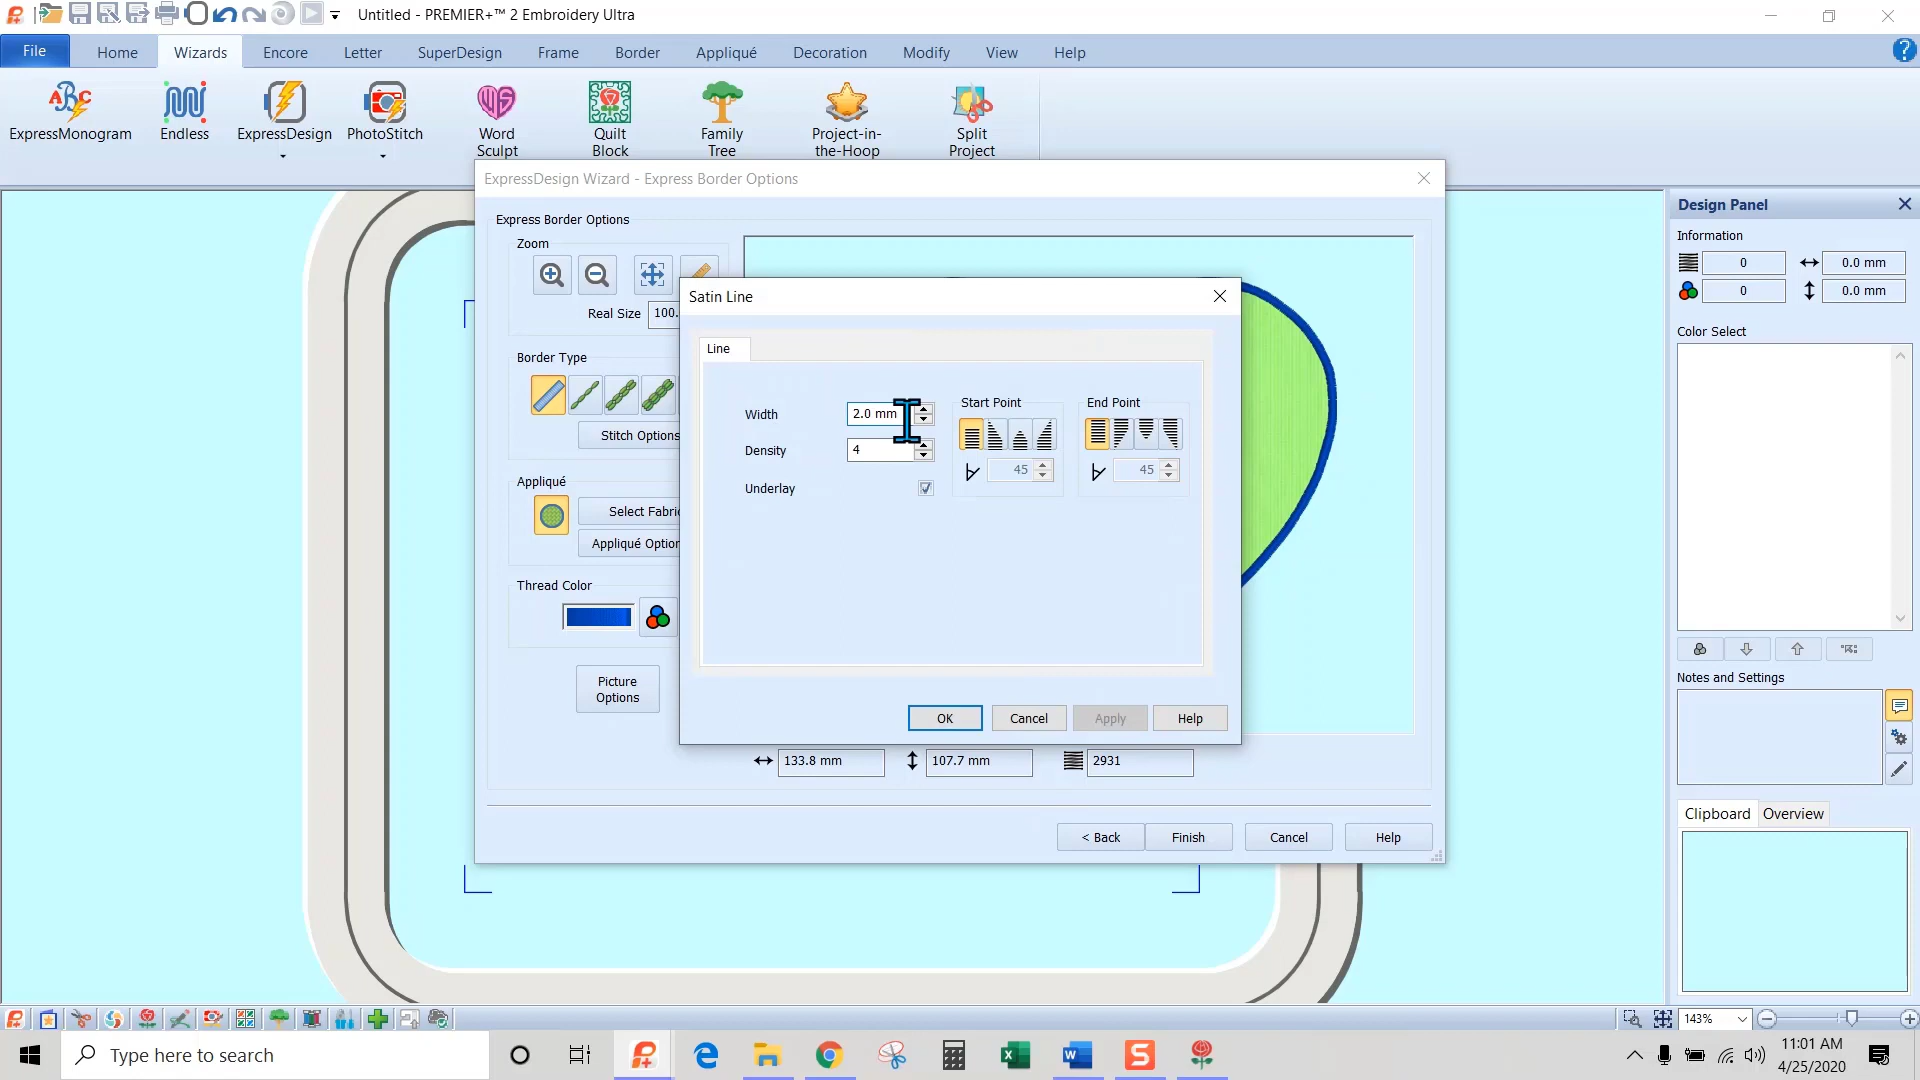 Untitled - PREMIER+™ 2 Embroidery Ultra
File Home Wizards Encore Letter SuperDesign Frame Border Appliqué Decoration Modify View Help
ExpressMonogram
Endless
ExpressDesign
PhotoStitch
Word
Sculpt
Quilt
Block
Family
Tree
Project-in-
the-Hoop
Split
Project
ExpressDesign Wizard - Express Border Options
Express Border Options
Zoom
Real Size 100.
Border Type
Stitch Options
Appliqué
Select Fabri
Appliqué Option
Thread Color
Picture
Options
Satin Line
Line
Width 2.0 mm
Density 4
Underlay
Start Point
45
End Point
45
OK Cancel Apply Help
133.8 mm 107.7 mm 2931
< Back Finish Cancel Help
Design Panel
Information
0 0.0 mm
0 0.0 mm
Color Select
Notes and Settings
Clipboard Overview
143%
Type here to search
11:01 AM
4/25/2020